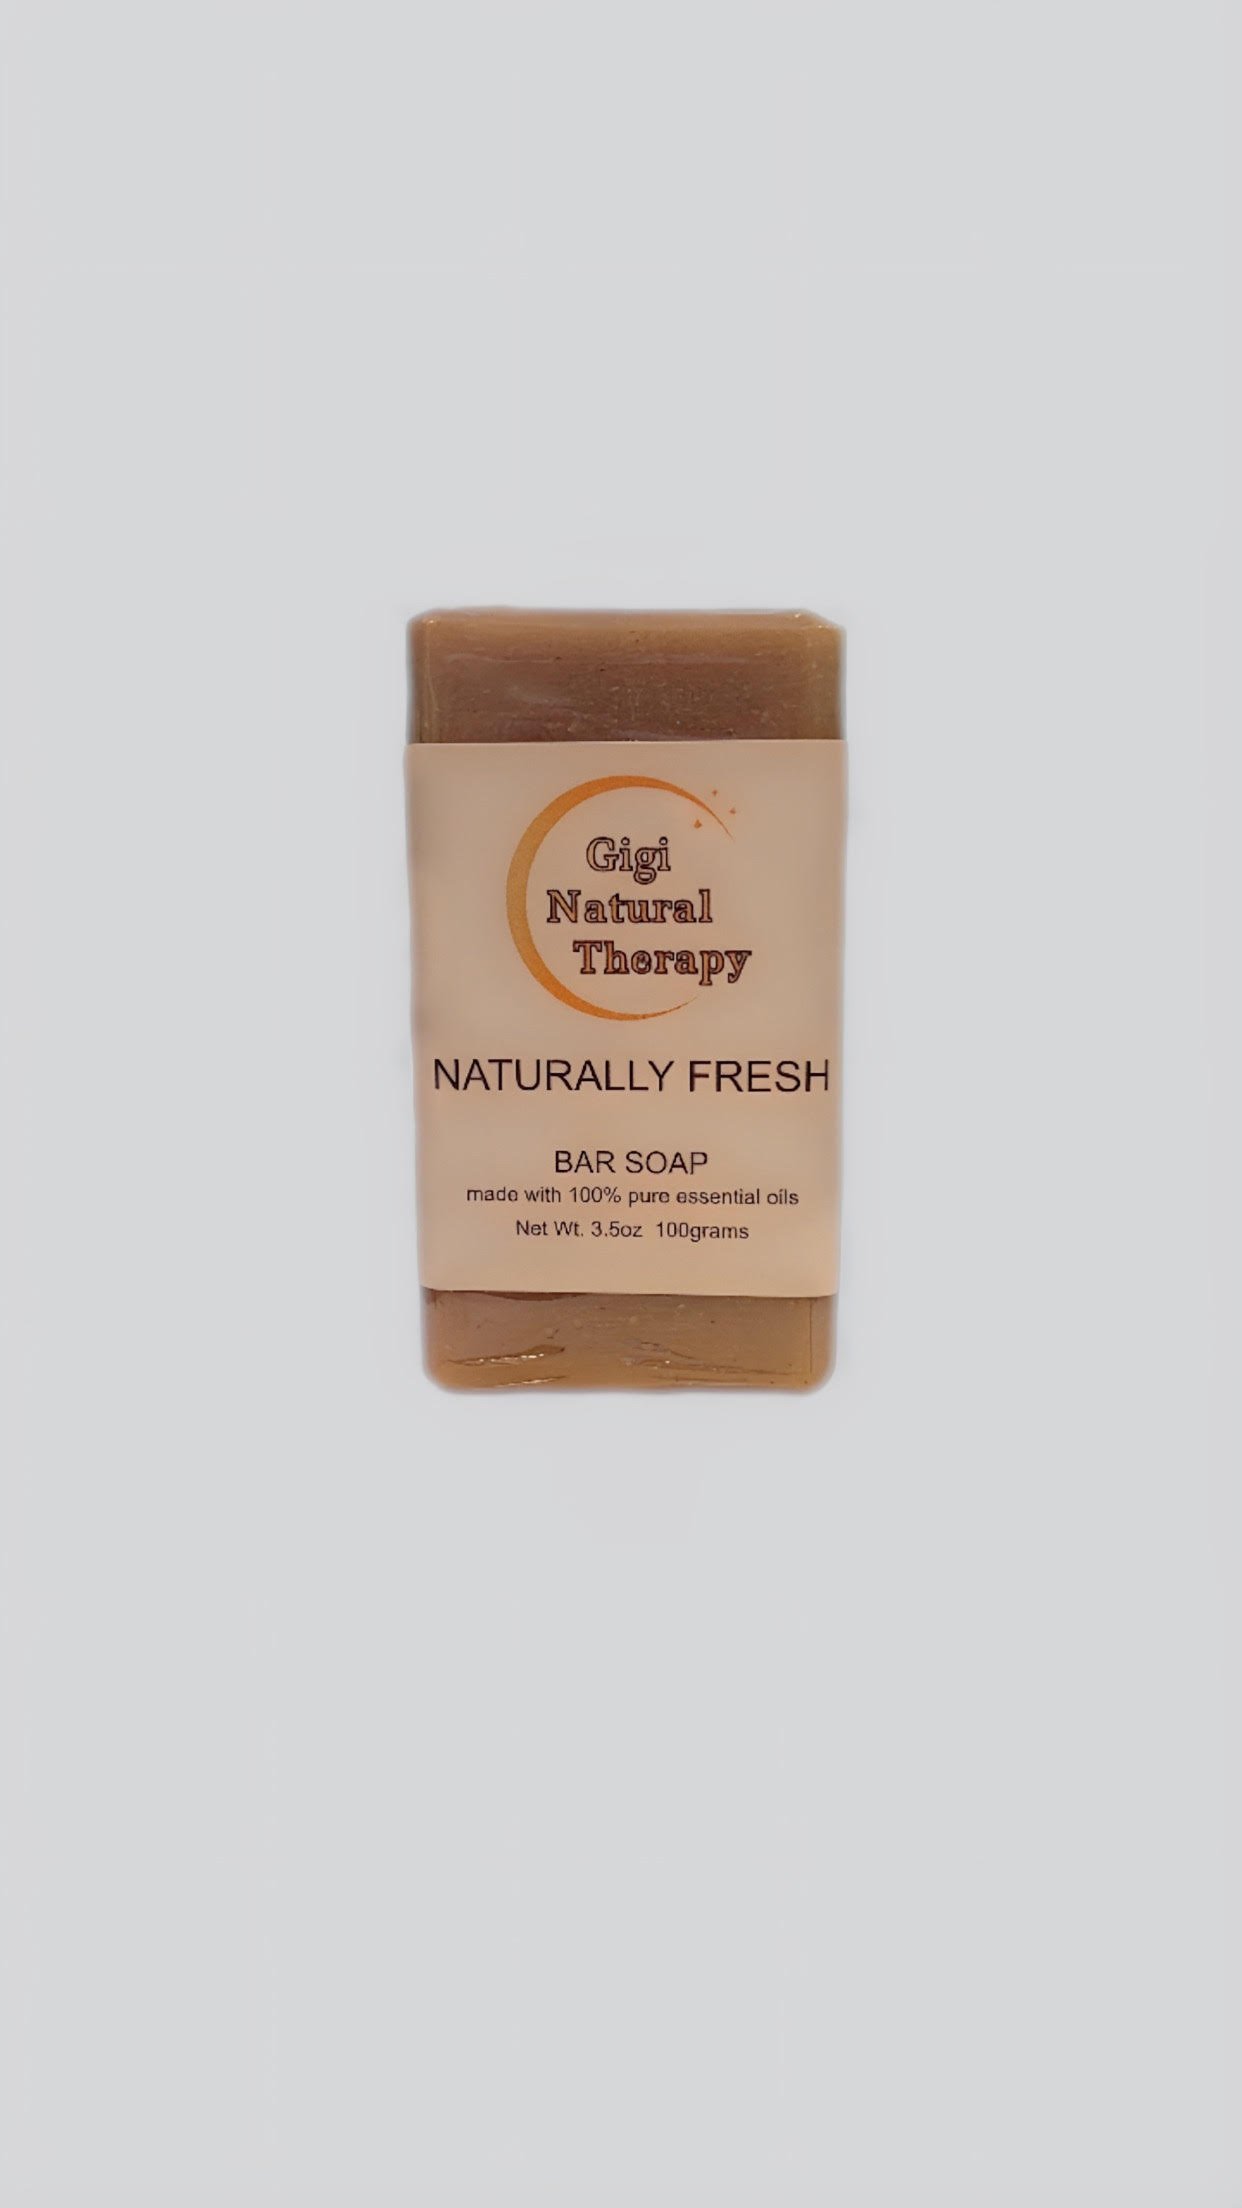 Gigi
Natural
Therapy
NATURALLY FRESH
BAR SOAP
made with 100% pure essential oils
Net Wt. 3.5oz 100grams